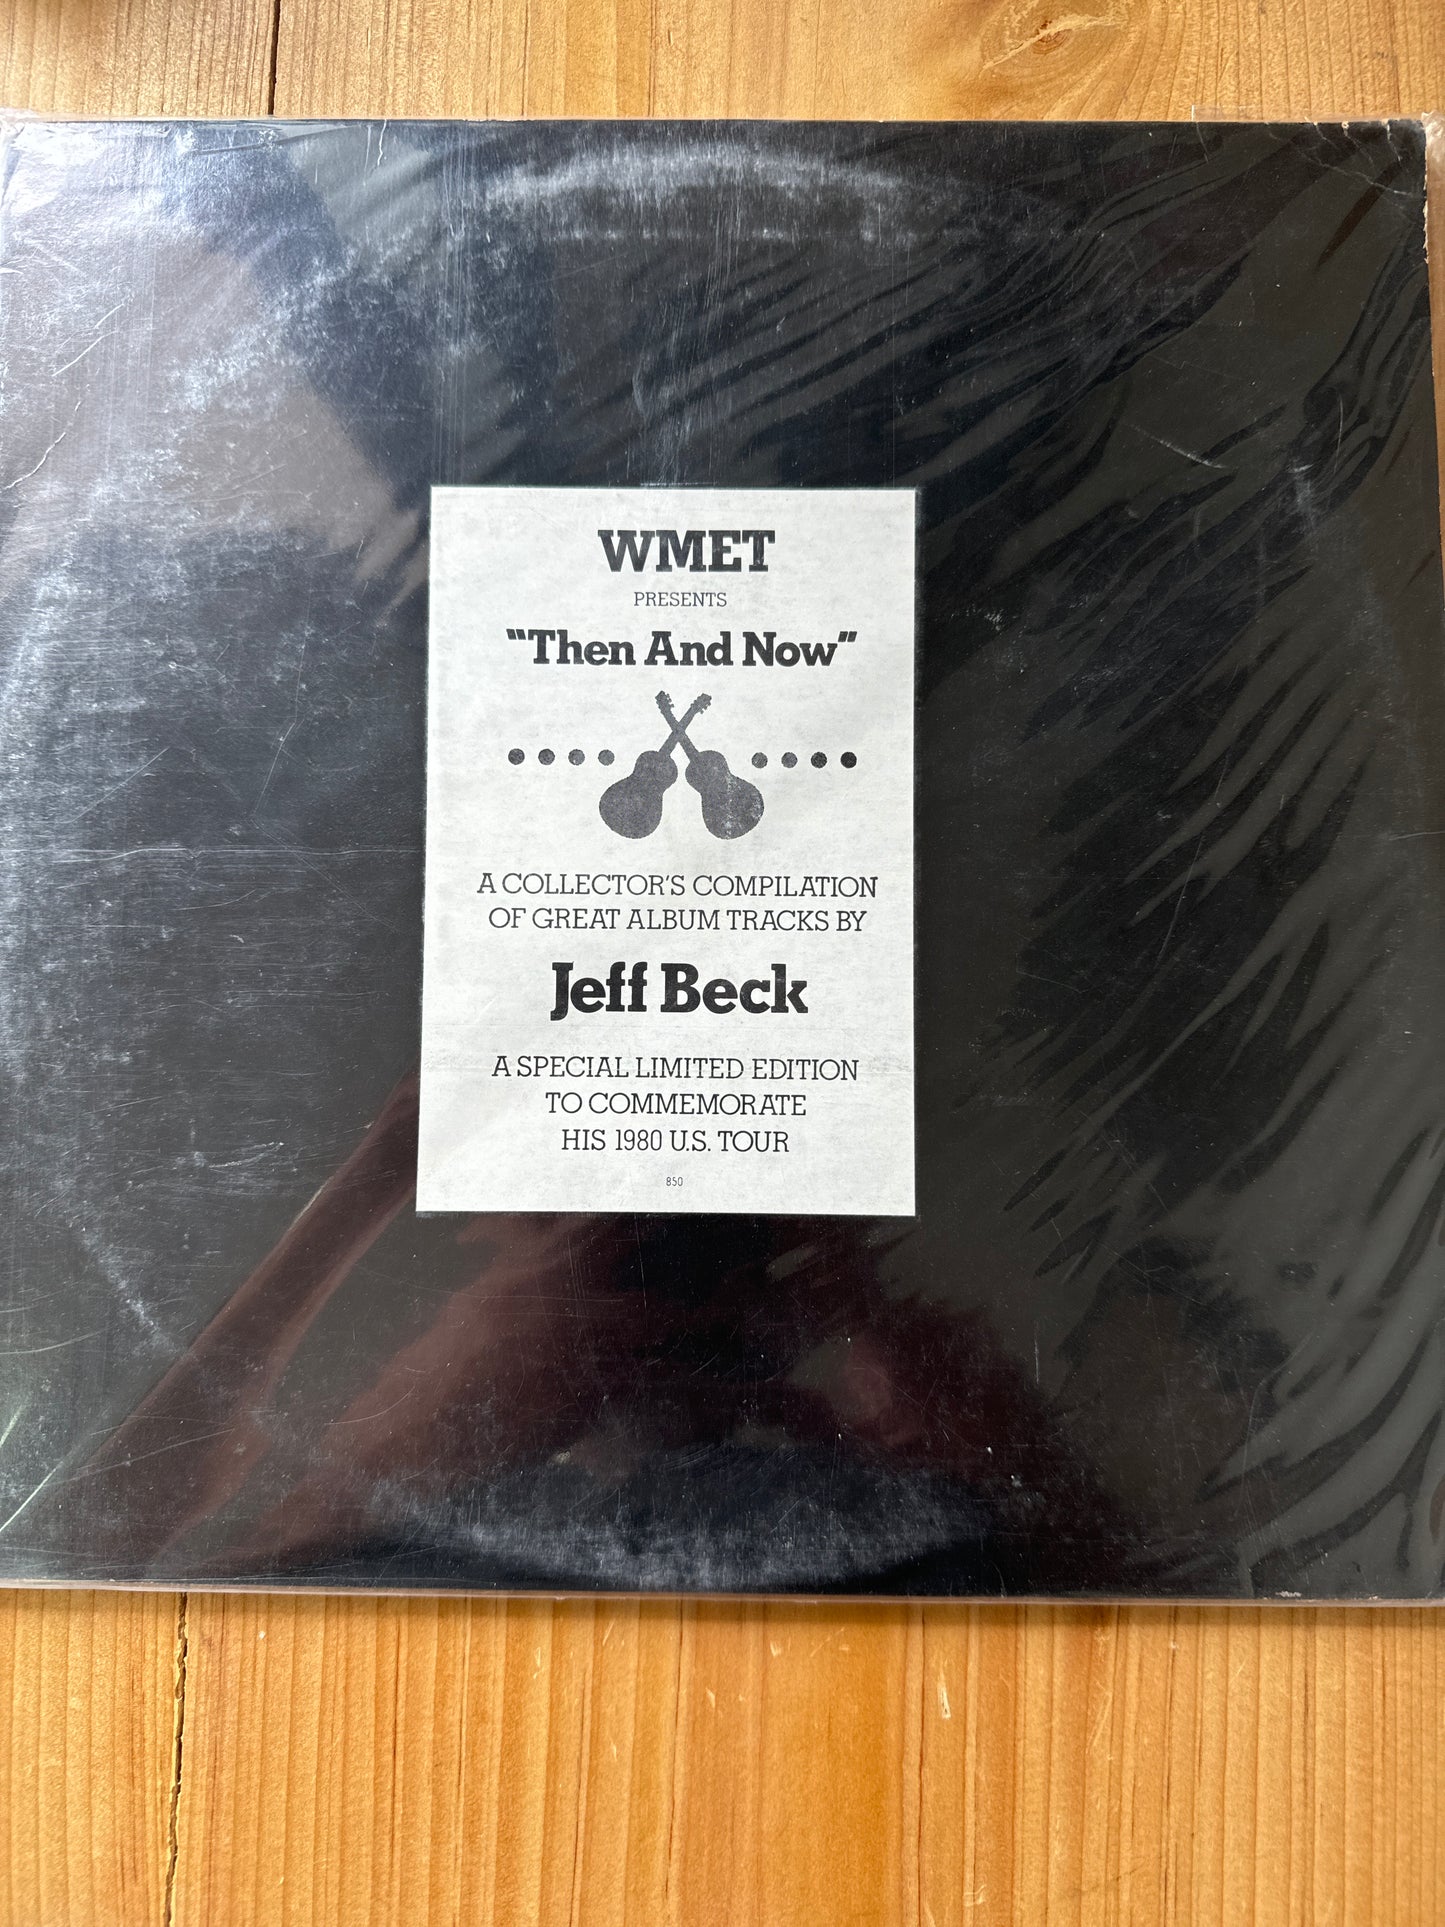 WMET
PRESENTS
"Then And Now"
A COLLECTOR'S COMPILATION
OF GREAT ALBUM TRACKS BY
Jeff Beck
A SPECIAL LIMITED EDITION
TO COMMEMORATE
HIS 1980 U.S. TOUR
850